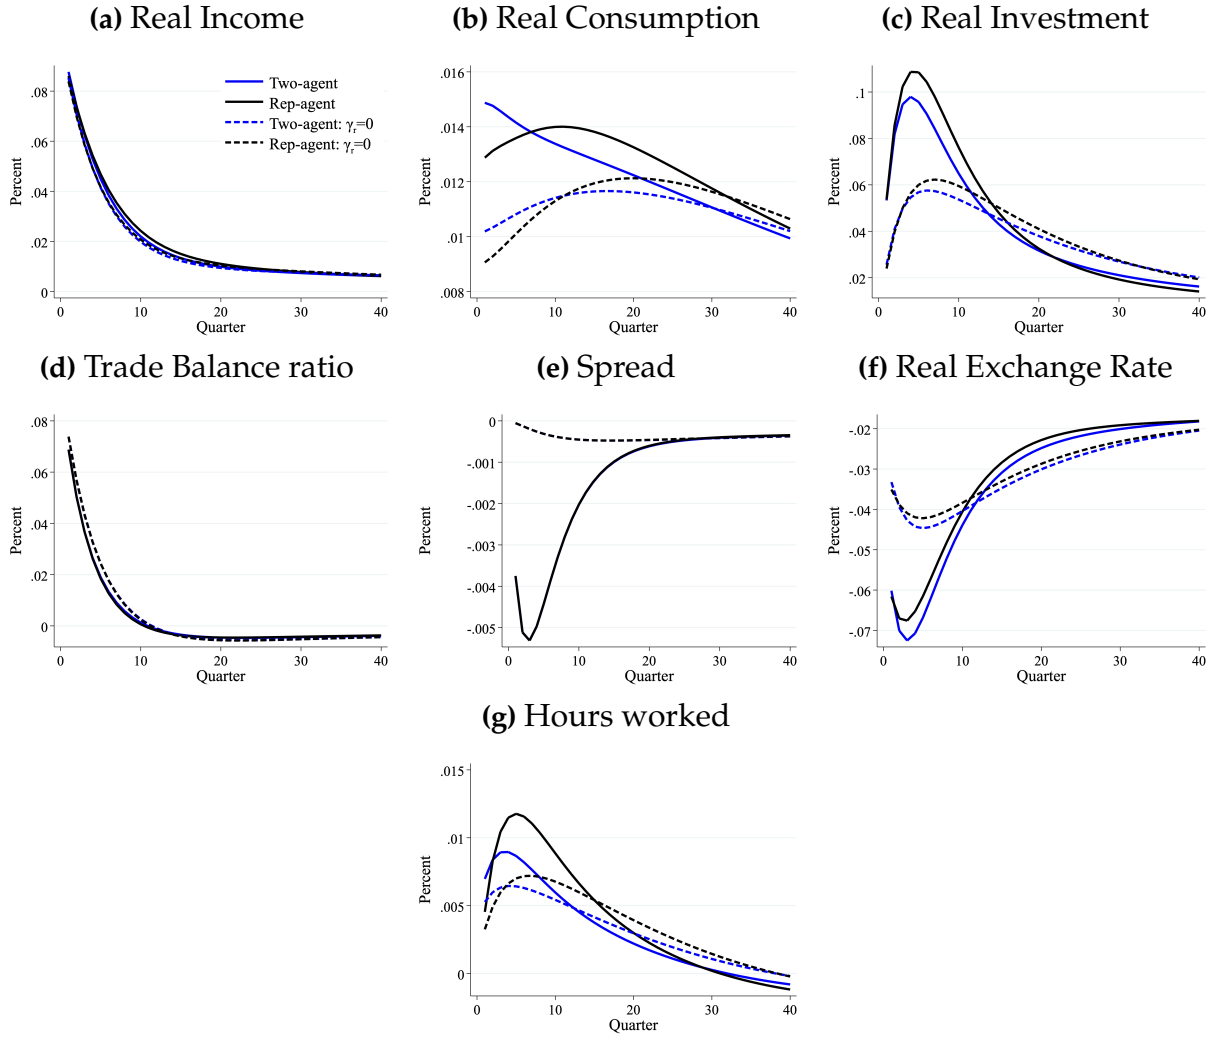 (a) Real Income
(b) Real Consumption
(c) Real Investment
.08
.06
.04
.02
0
Percent
0
10
20
30
40
Quarter
Two-agent
Rep-agent
Two-agent: γr=0
Rep-agent: γr=0
.016
.014
.012
.01
.008
Percent
0
10
20
30
40
Quarter
.1
.08
.06
.04
.02
Percent
0
10
20
30
40
Quarter
(d) Trade Balance ratio
(e) Spread
(f) Real Exchange Rate
.08
.06
.04
.02
0
Percent
0
10
20
30
40
Quarter
0
-.001
-.002
-.003
-.004
-.005
Percent
0
10
20
30
40
Quarter
-.02
-.03
-.04
-.05
-.06
-.07
Percent
0
10
20
30
40
Quarter
(g) Hours worked
.015
.01
.005
0
Percent
0
10
20
30
40
Quarter